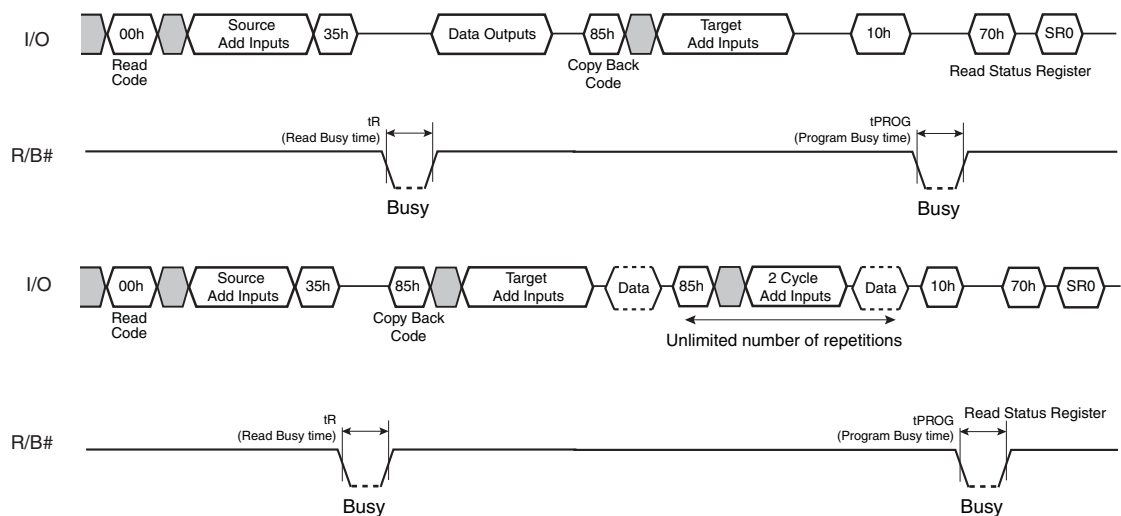 I/O
00h
Source
Add Inputs
35h
Data Outputs
85h
Target
Add Inputs
10h
70h
SR0
Read
Code
Copy Back
Code
Read Status Register
R/B#
tR
(Read Busy time)
Busy
tPROG
(Program Busy time)
Busy
I/O
00h
Source
Add Inputs
35h
85h
Target
Add Inputs
Data
85h
2 Cycle
Add Inputs
Data
10h
70h
SR0
Read
Code
Copy Back
Code
Unlimited number of repetitions
R/B#
tR
(Read Busy time)
Busy
tPROG
(Program Busy time)
Read Status Register
Busy